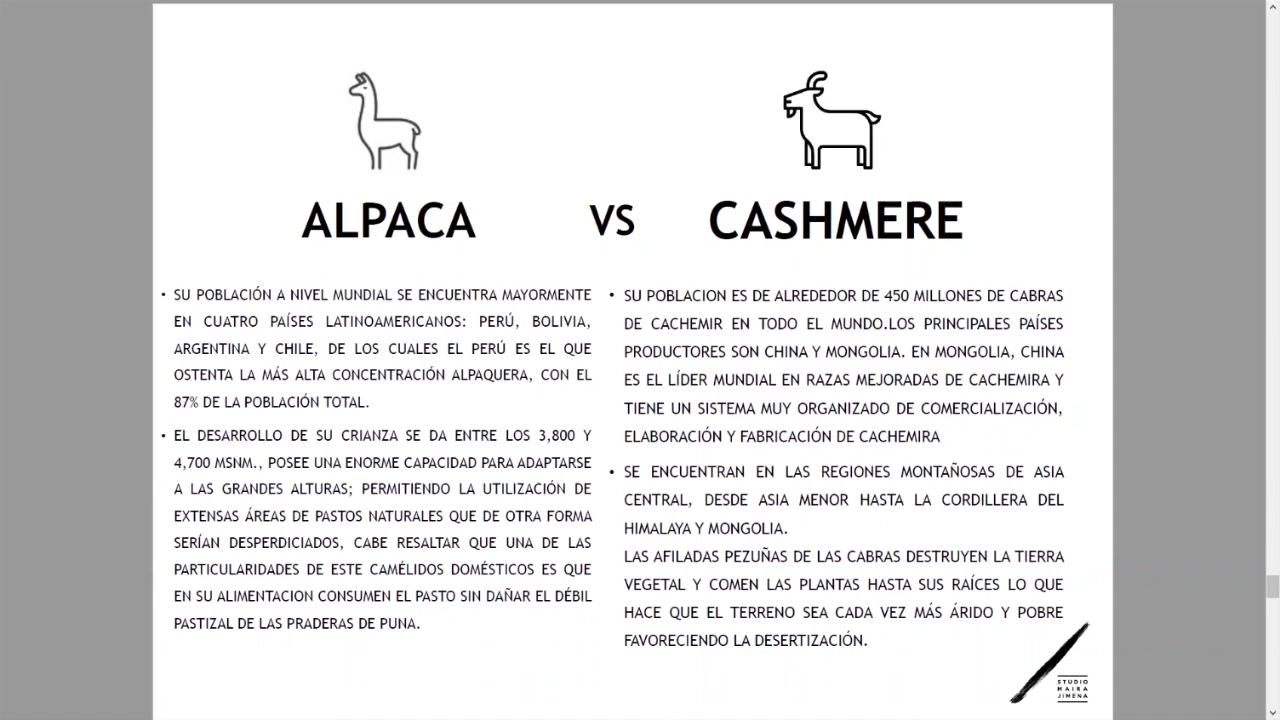 ALPACA VS CASHMERE
• SU POBLACIÓN A NIVEL MUNDIAL SE ENCUENTRA MAYORMENTE
EN CUATRO PAÍSES LATINOAMERICANOS: PERÚ, BOLIVIA,
ARGENTINA Y CHILE, DE LOS CUALES EL PERÚ ES EL QUE
OSTENTA LA MÁS ALTA CONCENTRACIÓN ALPAQUERA, CON EL
87% DE LA POBLACIÓN TOTAL.
• EL DESARROLLO DE SU CRIANZA SE DA ENTRE LOS 3,800 Y
4,700 MSNM., POSEE UNA ENORME CAPACIDAD PARA ADAPTARSE
A LAS GRANDES ALTURAS; PERMITIENDO LA UTILIZACIÓN DE
EXTENSAS ÁREAS DE PASTOS NATURALES QUE DE OTRA FORMA
SERÍAN DESPERDICIADOS, CABE RESALTAR QUE UNA DE LAS
PARTICULARIDADES DE ESTE CAMÉLIDOS DOMÉSTICOS ES QUE
EN SU ALIMENTACION CONSUMEN EL PASTO SIN DAÑAR EL DÉBIL
PASTIZAL DE LAS PRADERAS DE PUNA.
• SU POBLACION ES DE ALREDEDOR DE 450 MILLONES DE CABRAS
DE CACHEMIR EN TODO EL MUNDO.LOS PRINCIPALES PAÍSES
PRODUCTORES SON CHINA Y MONGOLIA. EN MONGOLIA, CHINA
ES EL LÍDER MUNDIAL EN RAZAS MEJORADAS DE CACHEMIRA Y
TIENE UN SISTEMA MUY ORGANIZADO DE COMERCIALIZACIÓN,
ELABORACIÓN Y FABRICACIÓN DE CACHEMIRA
• SE ENCUENTRAN EN LAS REGIONES MONTAÑOSAS DE ASIA
CENTRAL, DESDE ASIA MENOR HASTA LA CORDILLERA DEL
HIMALAYA Y MONGOLIA.
LAS AFILADAS PEZUÑAS DE LAS CABRAS DESTRUYEN LA TIERRA
VEGETAL Y COMEN LAS PLANTAS HASTA SUS RAÍCES LO QUE
HACE QUE EL TERRENO SEA CADA VEZ MÁS ÁRIDO Y POBRE
FAVORECIENDO LA DESERTIZACIÓN.
STUDIO
MAIRA
JIMENA